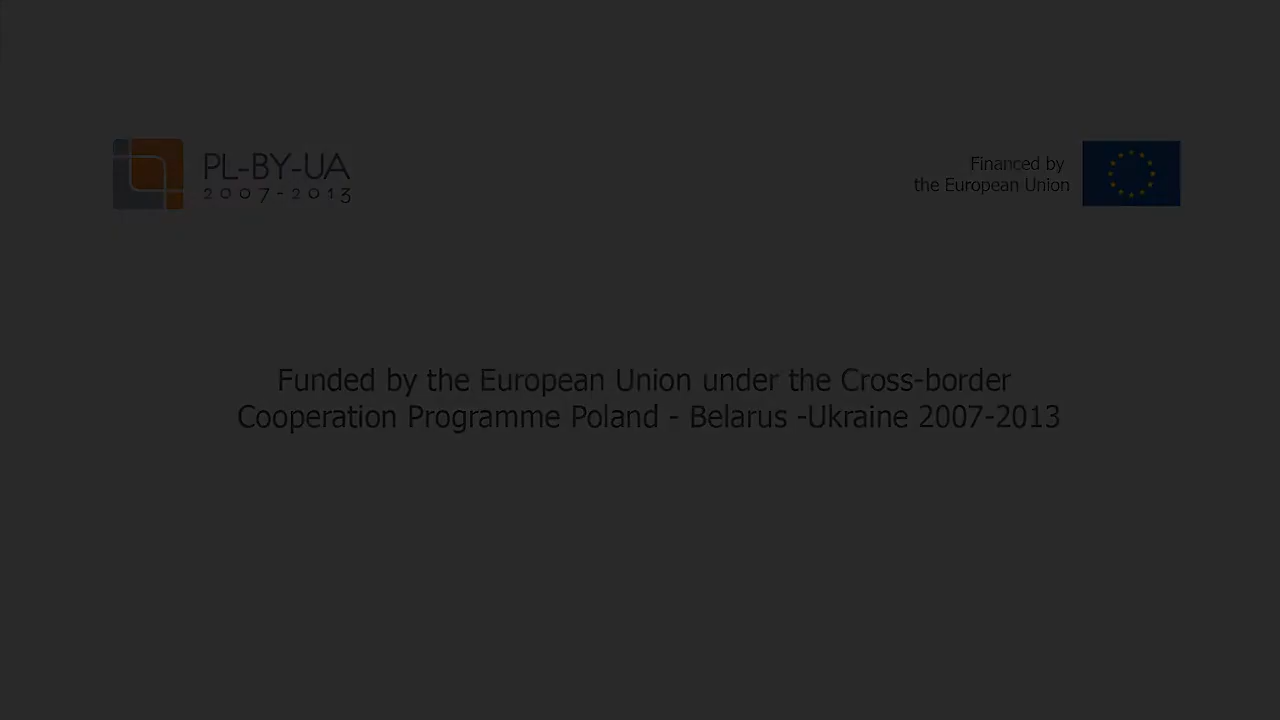 PL-BY-UA
2007-2013
Financed by
the European Union
Funded by the European Union under the Cross-border
Cooperation Programme Poland - Belarus -Ukraine 2007-2013